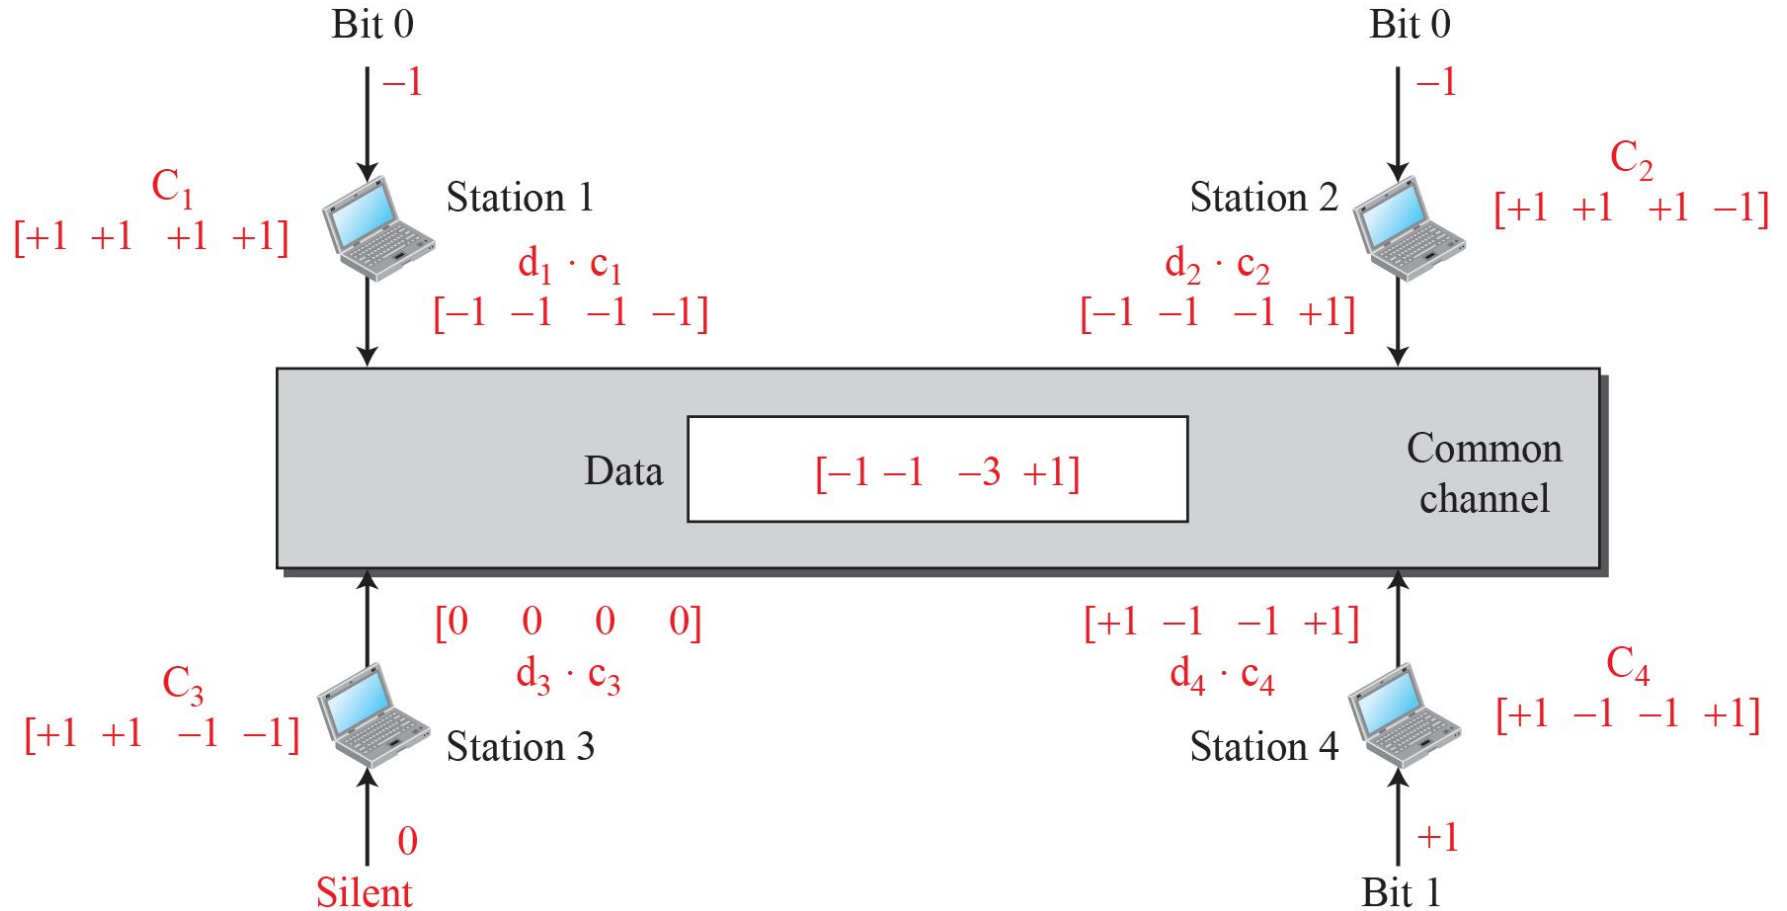 Bit 0
−1
C₁
[+1 +1 +1 +1]
Station 1
d₁ · c₁
[−1 −1 −1 −1]
Bit 0
−1
C₂
[+1 +1 +1 −1]
Station 2
d₂ · c₂
[−1 −1 −1 +1]
Data
[−1 −1 −3 +1]
Common
channel
[0 0 0 0]
d₃ · c₃
C₃
[+1 +1 −1 −1]
Station 3
0
Silent
[+1 −1 −1 +1]
d₄ · c₄
C₄
[+1 −1 −1 +1]
Station 4
+1
Bit 1